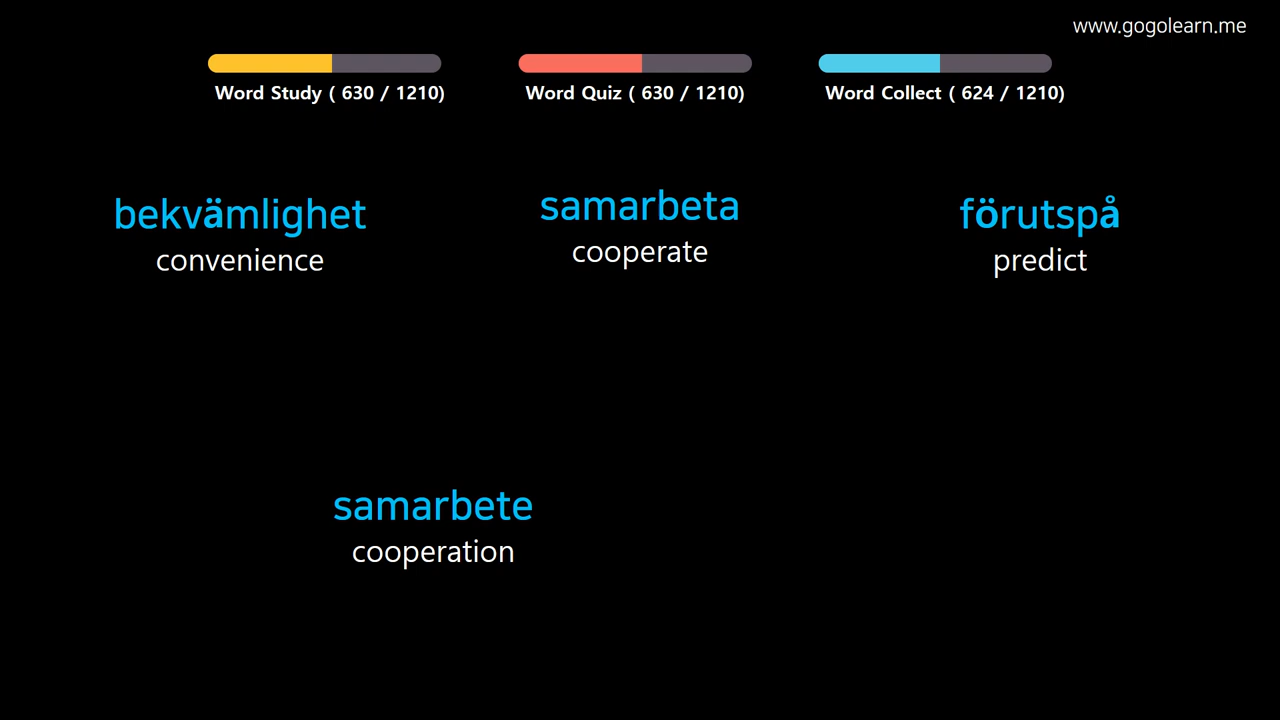 www.gogolearn.me
Word Study ( 630 / 1210)
Word Quiz ( 630 / 1210)
Word Collect ( 624 / 1210)
bekvämlighet
convenience
samarbeta
cooperate
förutspå
predict
samarbete
cooperation